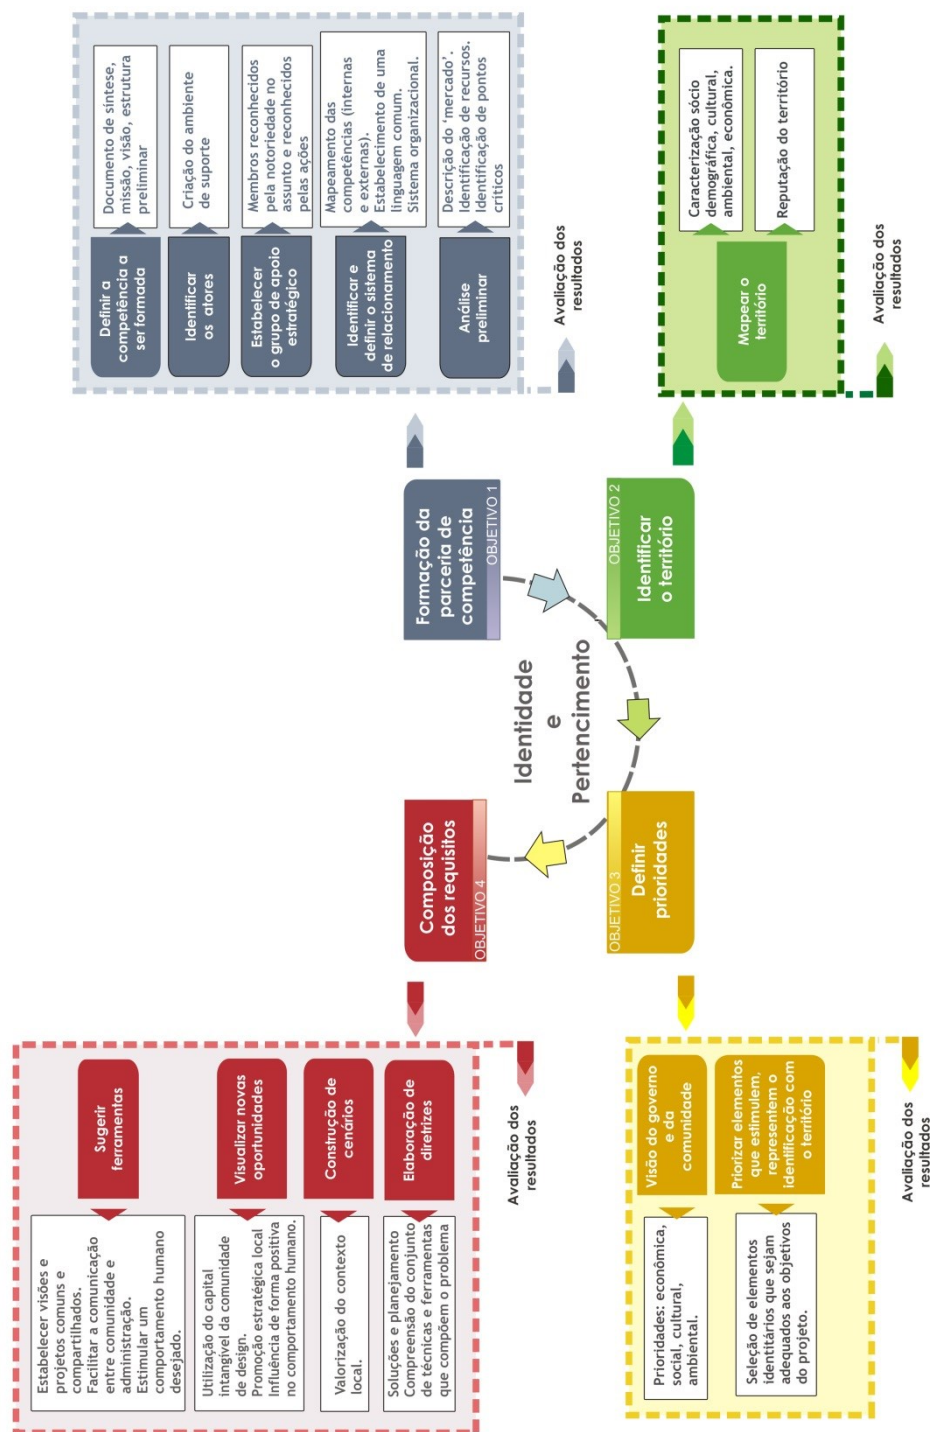 Formação da
parceria de
competência
OBJETIVO 1
Definir a
competência a
ser formada
Documento de síntese,
missão, visão, estrutura
preliminar
Identificar
os atores
Criação do ambiente
de suporte
Estabelecer
o grupo de apoio
estratégico
Membros reconhecidos
pela notoriedade no
assunto e reconhecidos
pelas ações
Identificar e
definir o sistema
de relacionamento
Mapeamento das
competências (internas
e externas).
Estabelecimento de uma
linguagem comum.
Sistema organizacional.
Análise
preliminar
Descrição do 'mercado'.
Identificação de recursos.
Identificação de pontos
criticos
Avaliação dos
resultados
OBJETIVO 2
Identificar
o território
Mapear o
território
Caracterização sócio
demográfica, cultural,
ambiental, econômica.
Reputação do território
Avaliação dos
resultados
Identidade
e
Pertencimento
OBJETIVO 3
Definir
prioridades
Visão do governo
e da
comunidade
Prioridades: econômica,
social, cultural,
ambiental.
Priorizar elementos
que estimulem,
representem o
identificação com
o território
Seleção de elementos
identitários que sejam
adequados aos objetivos
do projeto.
Avaliação dos
resultados
Composição
dos requisitos
OBJETIVO 4
Sugerir
ferramentas
Estabelecer visões e
projetos comuns e
compartilhados.
Facilitar a comunicação
entre comunidade e
administração.
Estimular um
comportamento humano
desejado.
Visualizar novas
oportunidades
Utilização do capital
intangível da comunidade
de design.
Promoção estratégica local
Influência de forma positiva
no comportamento humano.
Construção de
cenários
Valorização do contexto
local.
Elaboração de
diretrizes
Soluções e planejamento
Compreensão do conjunto
de técnicas e ferramentas
que compõem o problema
Avaliação dos
resultados